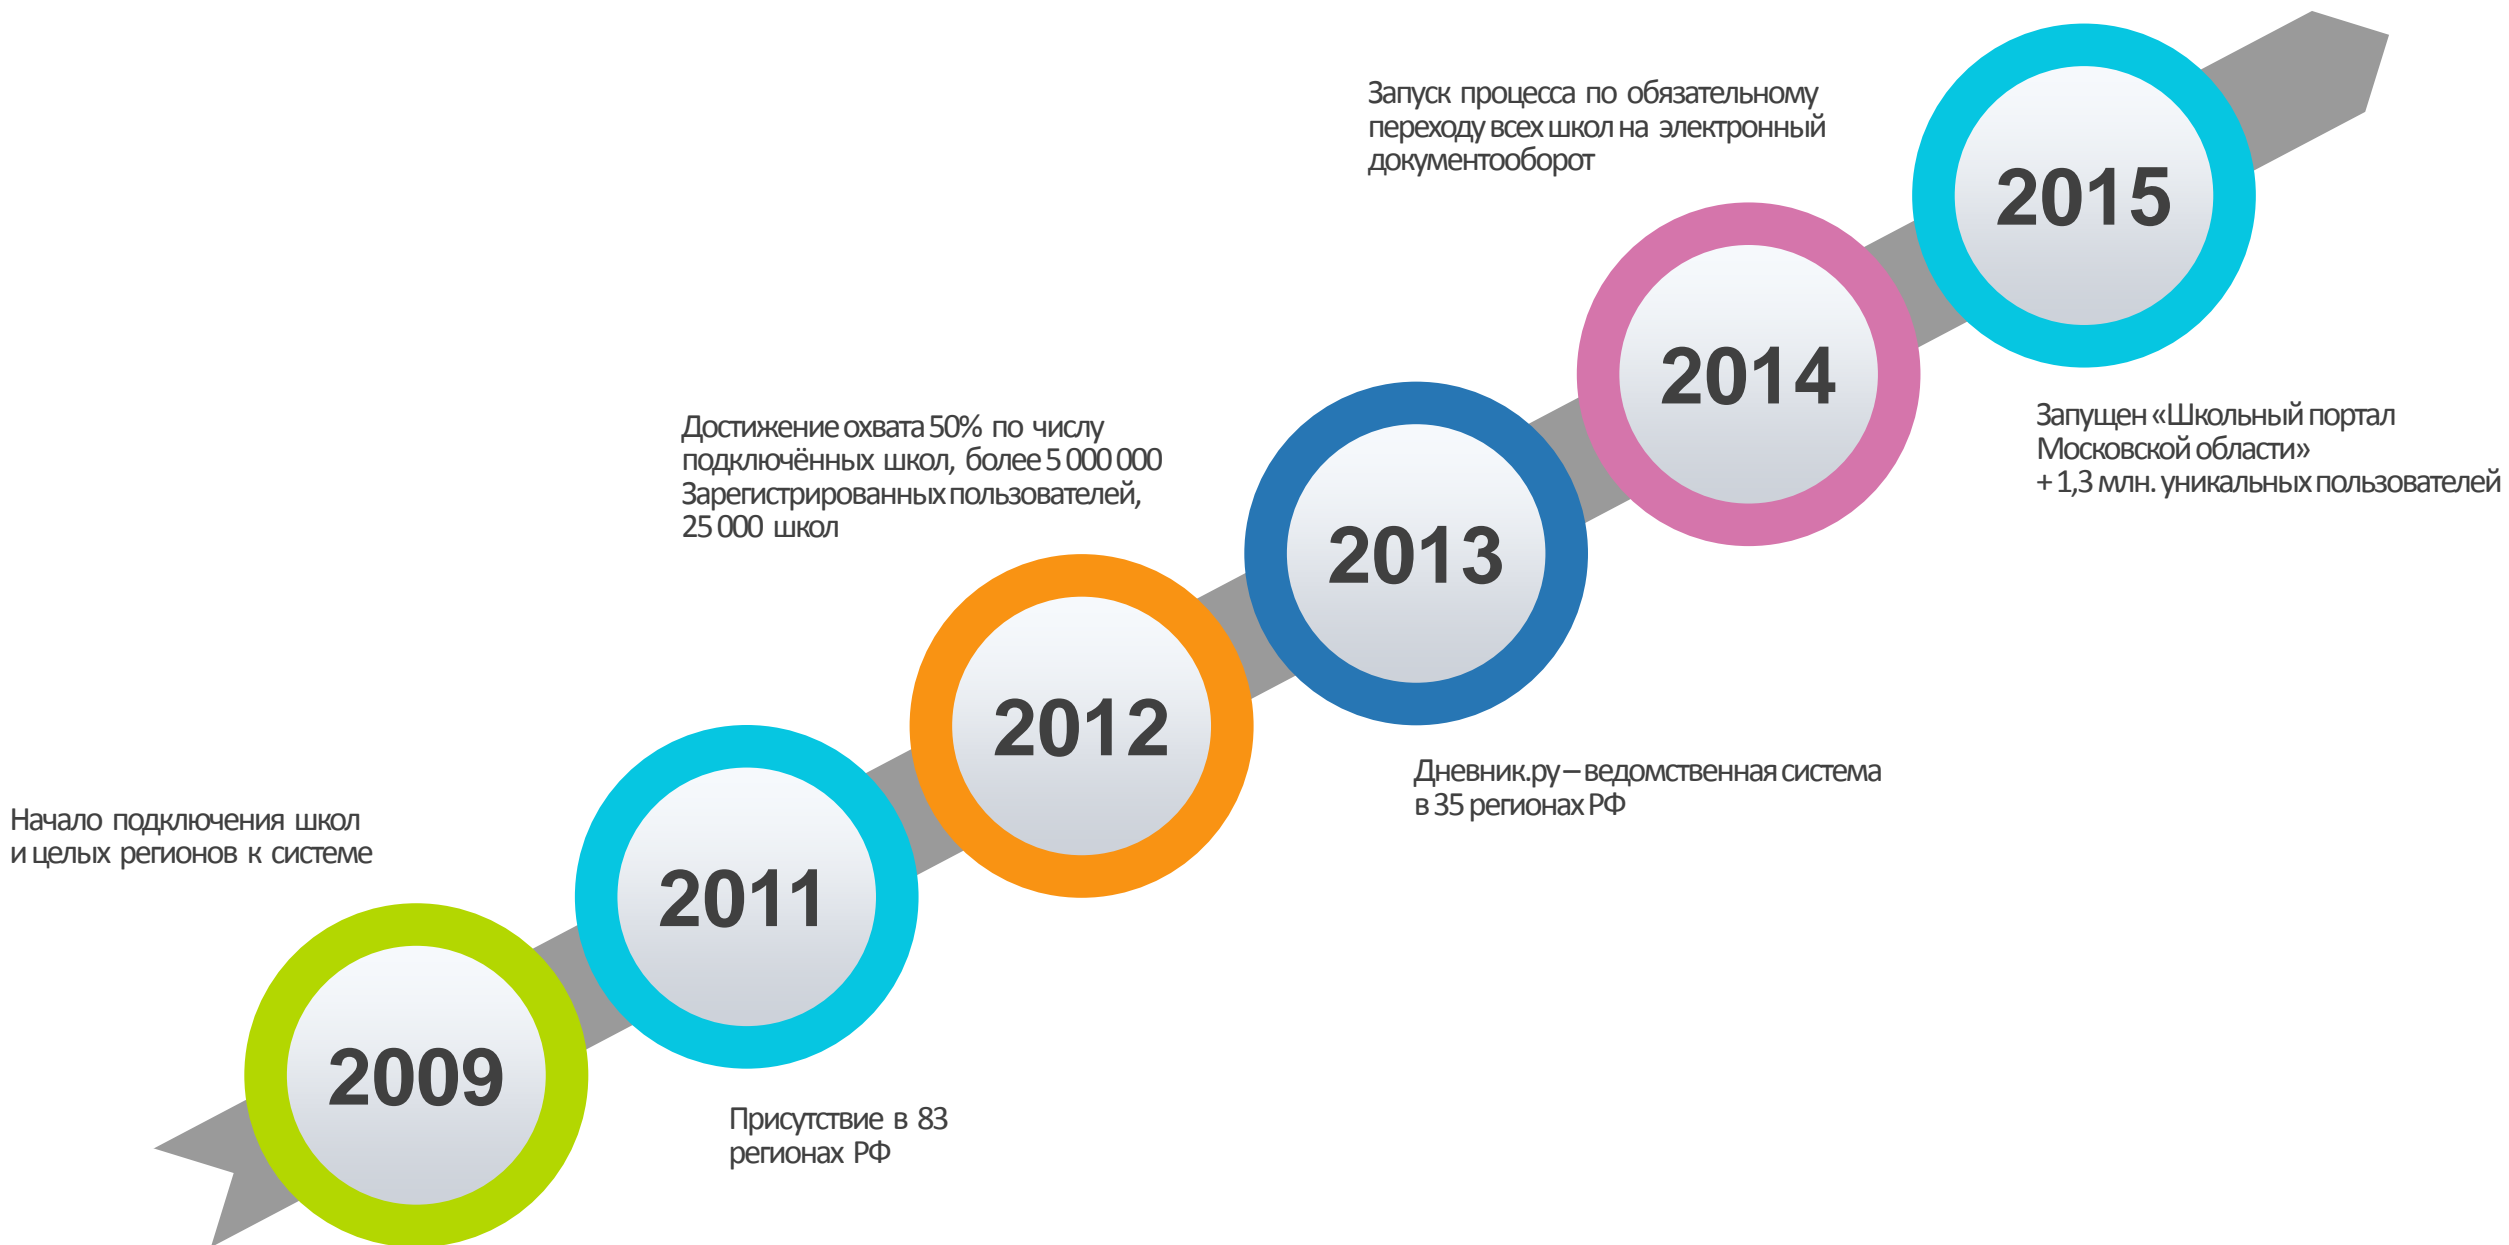 Запуск процесса по обязательному
переходу всех школ на электронный
документооборот
2015
2014
Запущен «Школьный портал
Московской области»
+ 1,3 млн. уникальных пользователей
Достижение охвата 50% по числу
подключённых школ, более 5 000 000
Зарегистрированных пользователей,
25 000 школ
2013
2012
Дневник.ру – ведомственная система
в 35 регионах РФ
Начало подключения школ
и целых регионов к системе
2011
2009
Присутствие в 83
регионах РФ